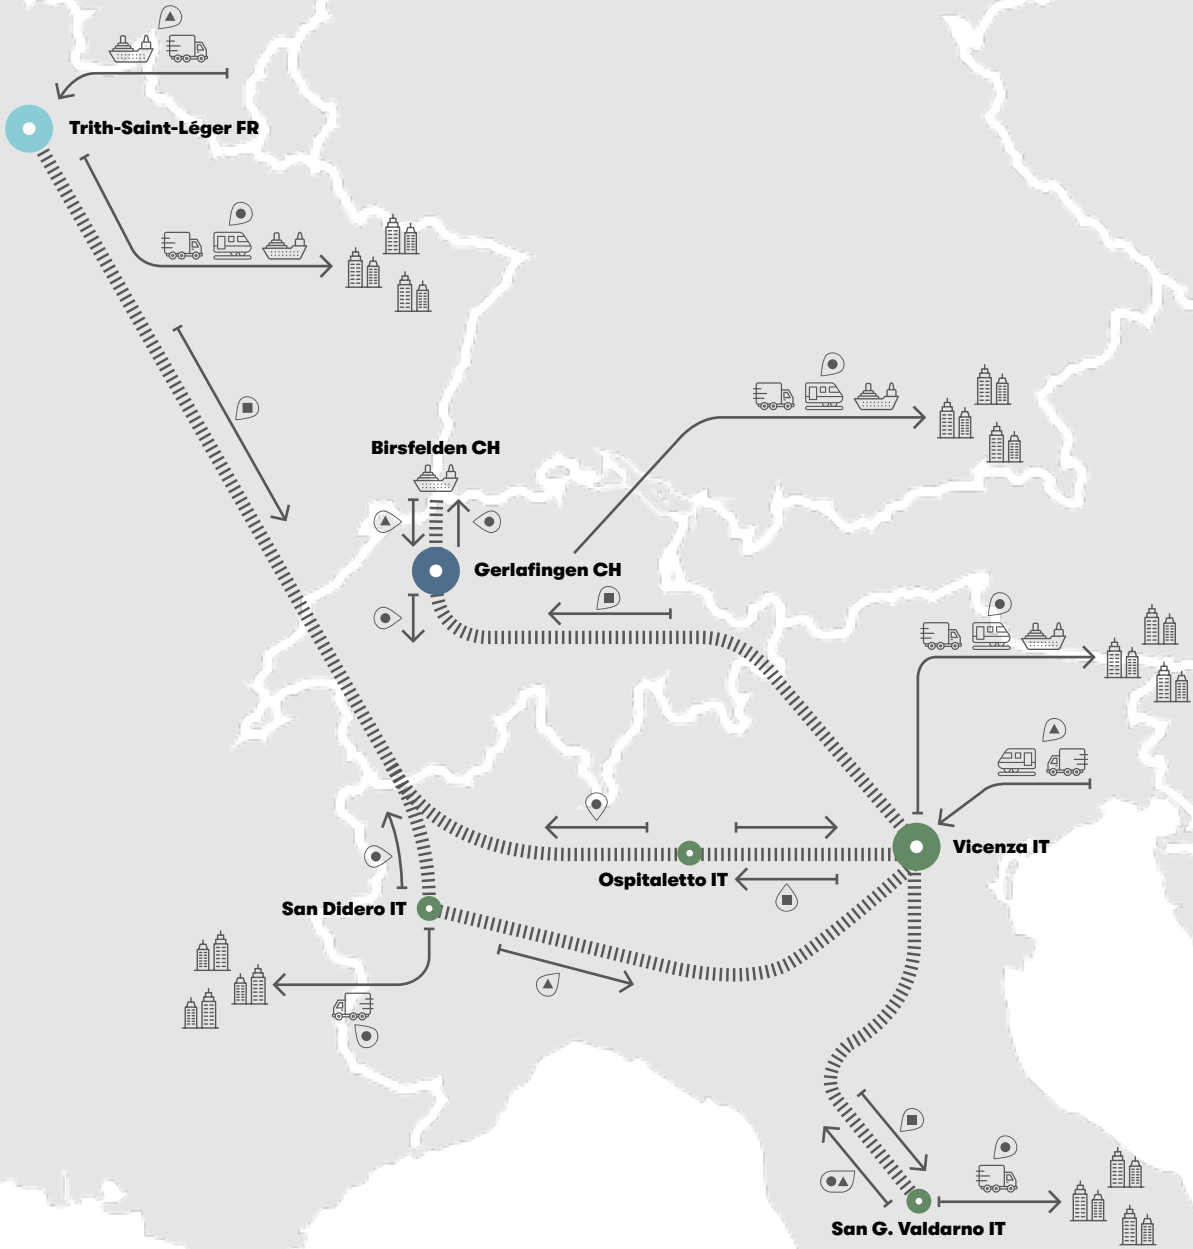 Trith-Saint-Léger FR
Birsfelden CH
Gerlafingen CH
Vicenza IT
Ospitaletto IT
San Didero IT
San G. Valdarno IT